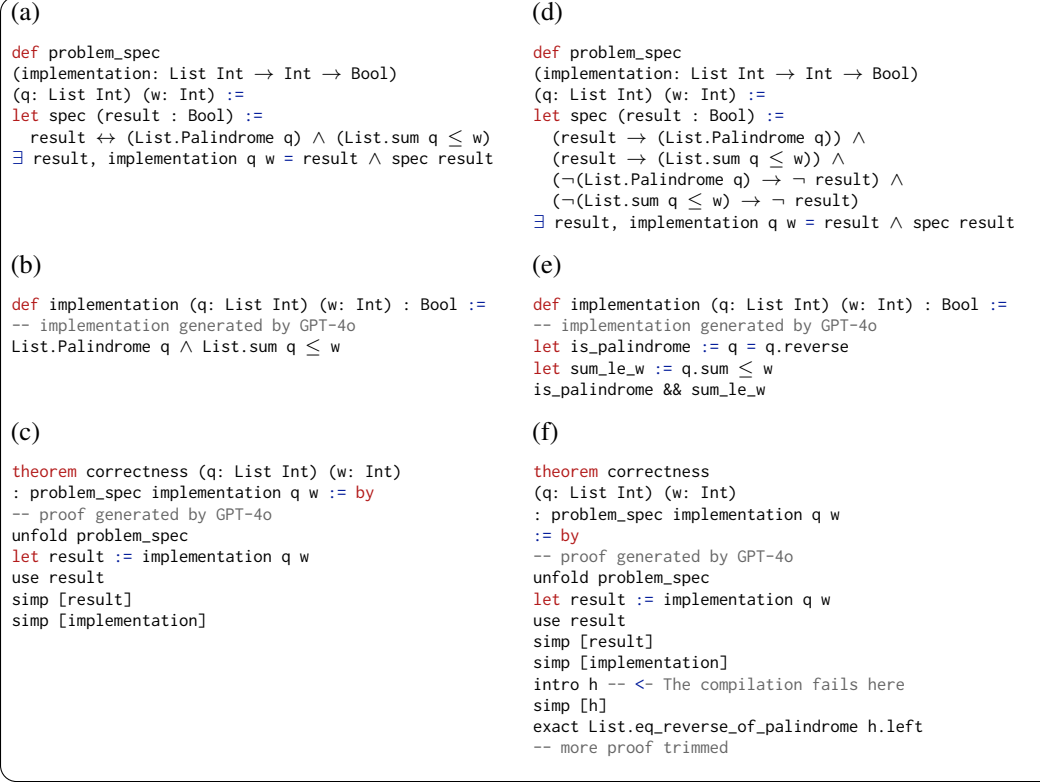 (a)
def problem_spec
(implementation: List Int → Int → Bool)
(q: List Int) (w: Int) :=
let spec (result : Bool) :=
  result ↔ (List.Palindrome q) ∧ (List.sum q ≤ w)
∃ result, implementation q w = result ∧ spec result
(b)
def implementation (q: List Int) (w: Int) : Bool :=
-- implementation generated by GPT-4o
List.Palindrome q ∧ List.sum q ≤ w
(c)
theorem correctness (q: List Int) (w: Int)
: problem_spec implementation q w := by
-- proof generated by GPT-4o
unfold problem_spec
let result := implementation q w
use result
simp [result]
simp [implementation]
(d)
def problem_spec
(implementation: List Int → Int → Bool)
(q: List Int) (w: Int) :=
let spec (result : Bool) :=
  (result → (List.Palindrome q)) ∧
  (result → (List.sum q ≤ w)) ∧
  (¬(List.Palindrome q) → ¬ result) ∧
  (¬(List.sum q ≤ w) → ¬ result)
∃ result, implementation q w = result ∧ spec result
(e)
def implementation (q: List Int) (w: Int) : Bool :=
-- implementation generated by GPT-4o
let is_palindrome := q = q.reverse
let sum_le_w := q.sum ≤ w
is_palindrome && sum_le_w
(f)
theorem correctness
(q: List Int) (w: Int)
: problem_spec implementation q w
:= by
-- proof generated by GPT-4o
unfold problem_spec
let result := implementation q w
use result
simp [result]
simp [implementation]
intro h -- <- The compilation fails here
simp [h]
exact List.eq_reverse_of_palindrome h.left
-- more proof trimmed